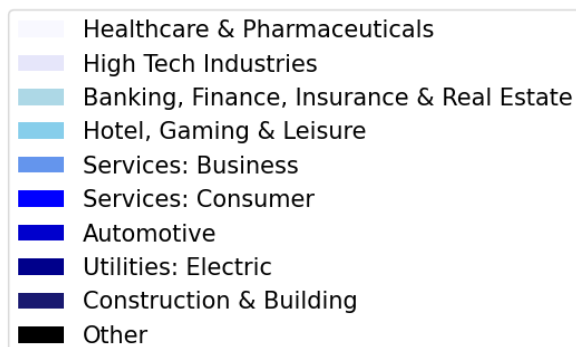 Healthcare & Pharmaceuticals
High Tech Industries
Banking, Finance, Insurance & Real Estate
Hotel, Gaming & Leisure
Services: Business
Services: Consumer
Automotive
Utilities: Electric
Construction & Building
Other